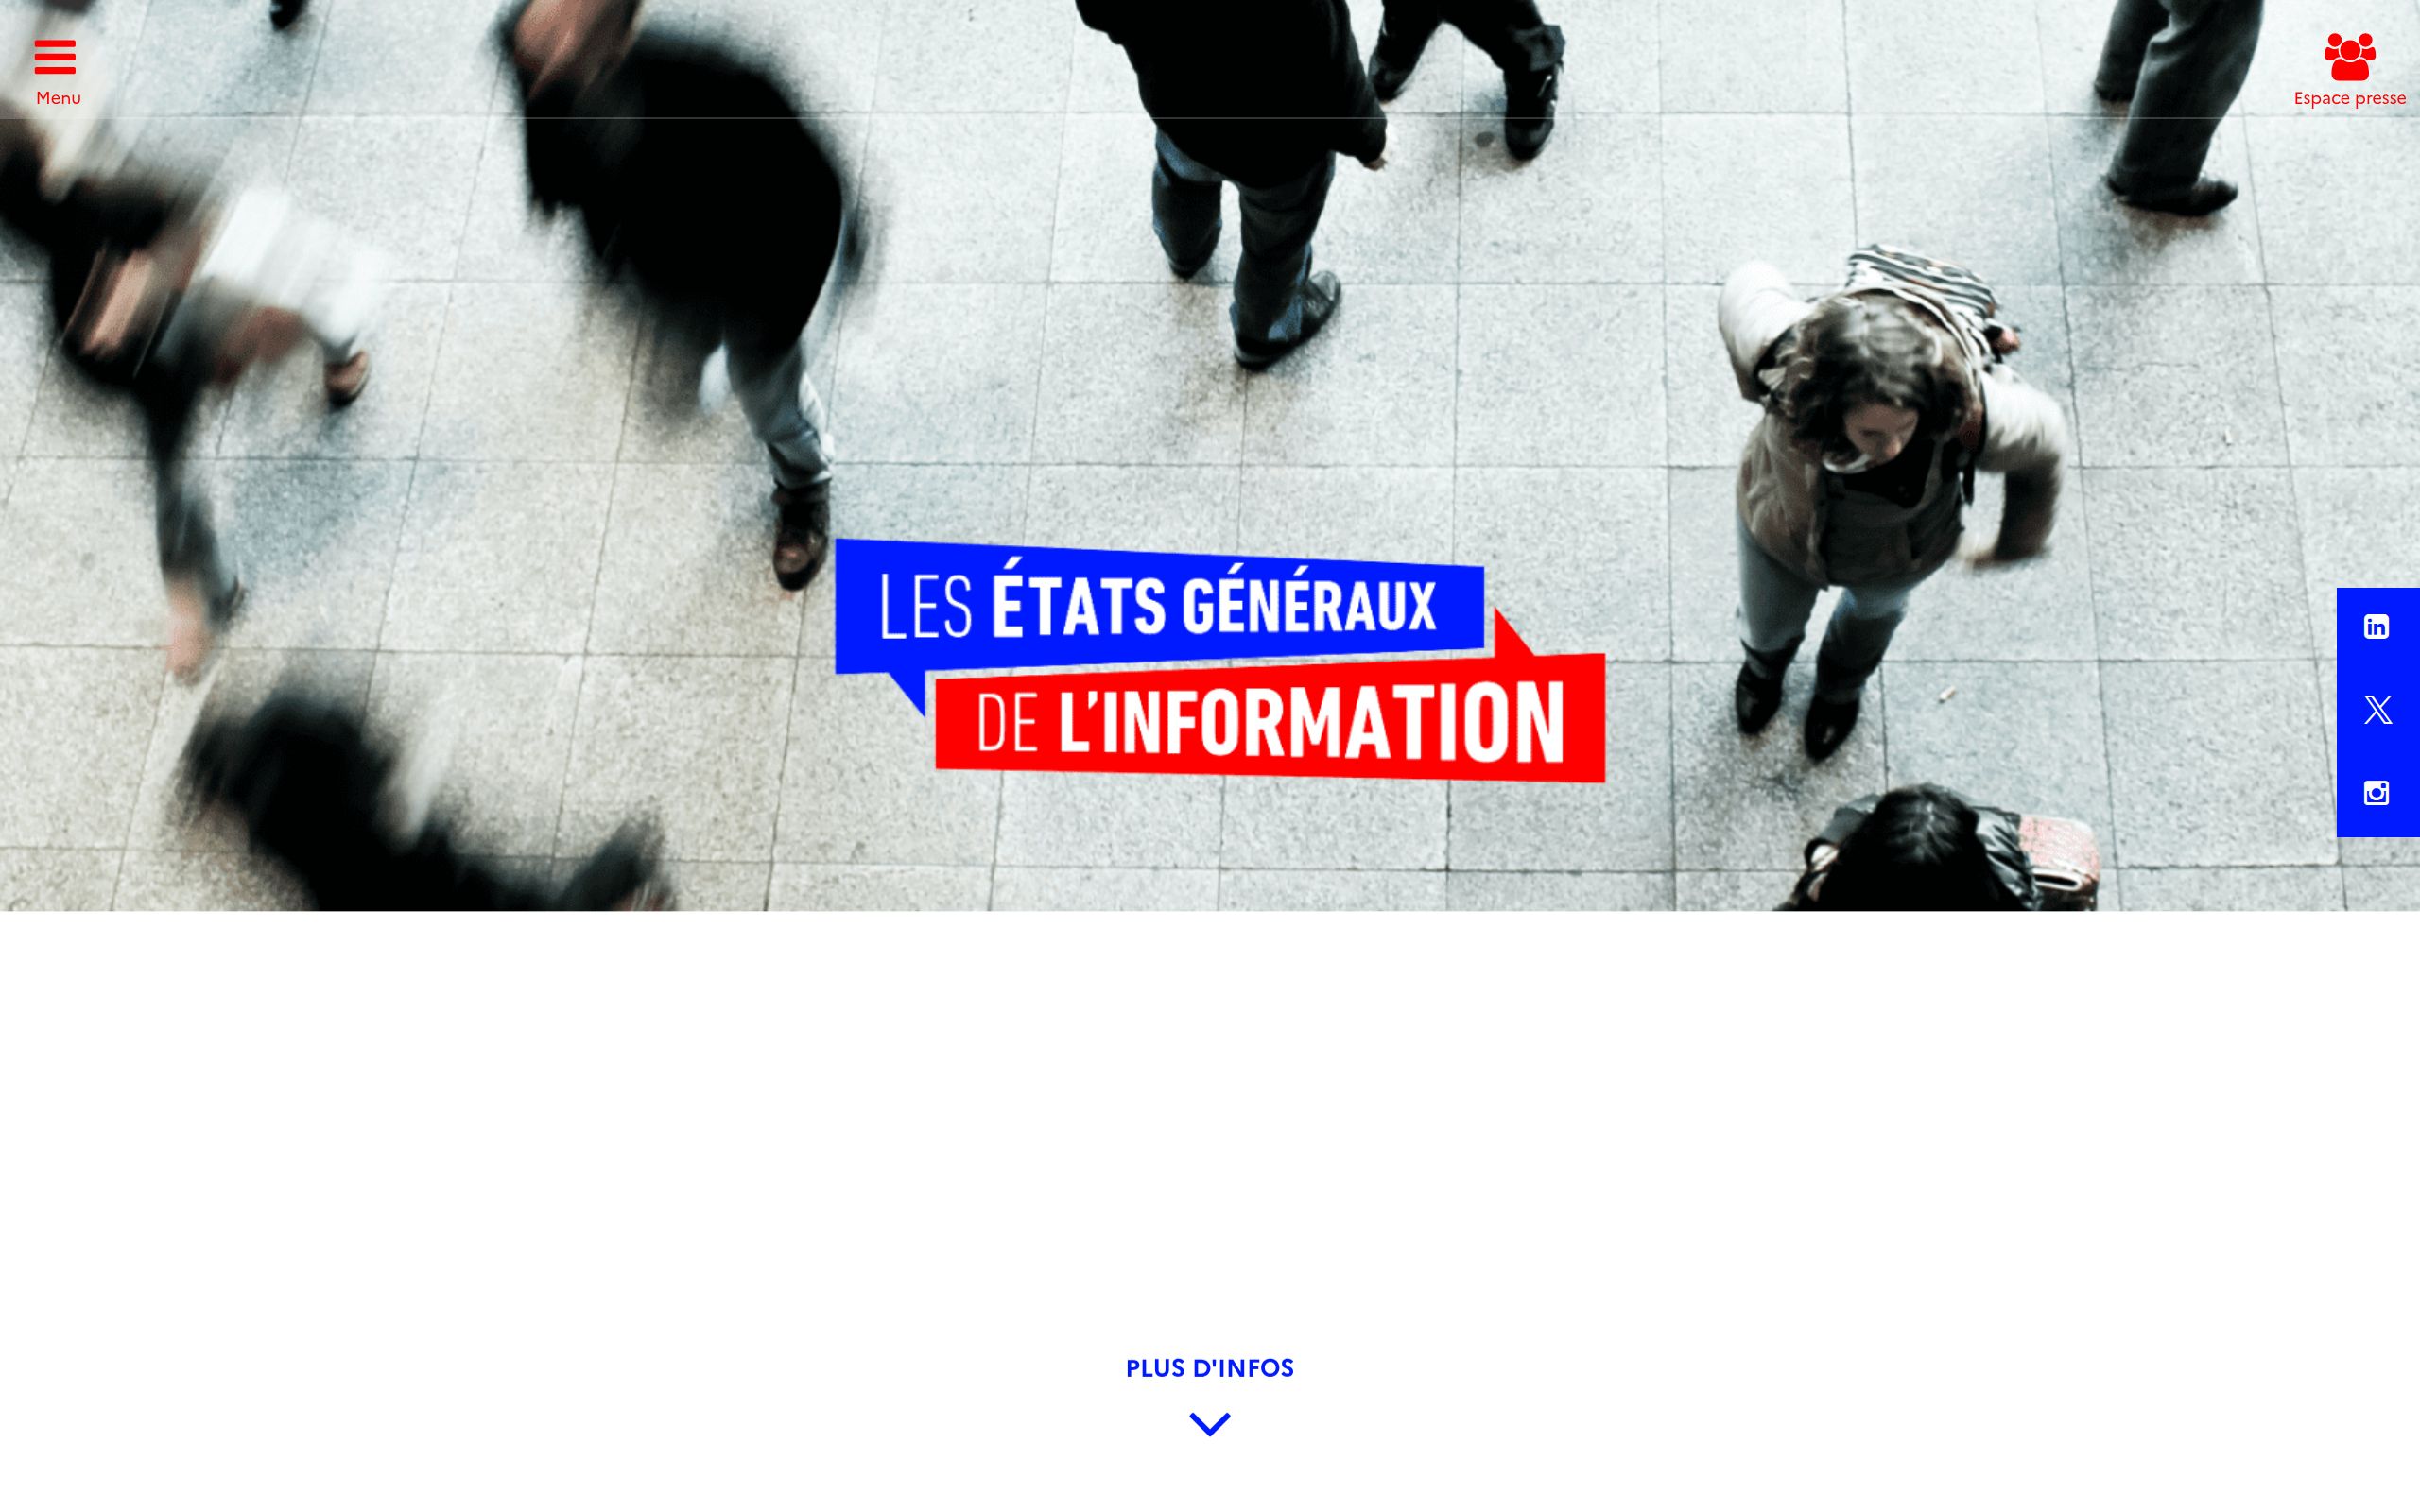 Menu
Espace presse
LES ÉTATS GÉNÉRAUX
DE L'INFORMATION
PLUS D'INFOS